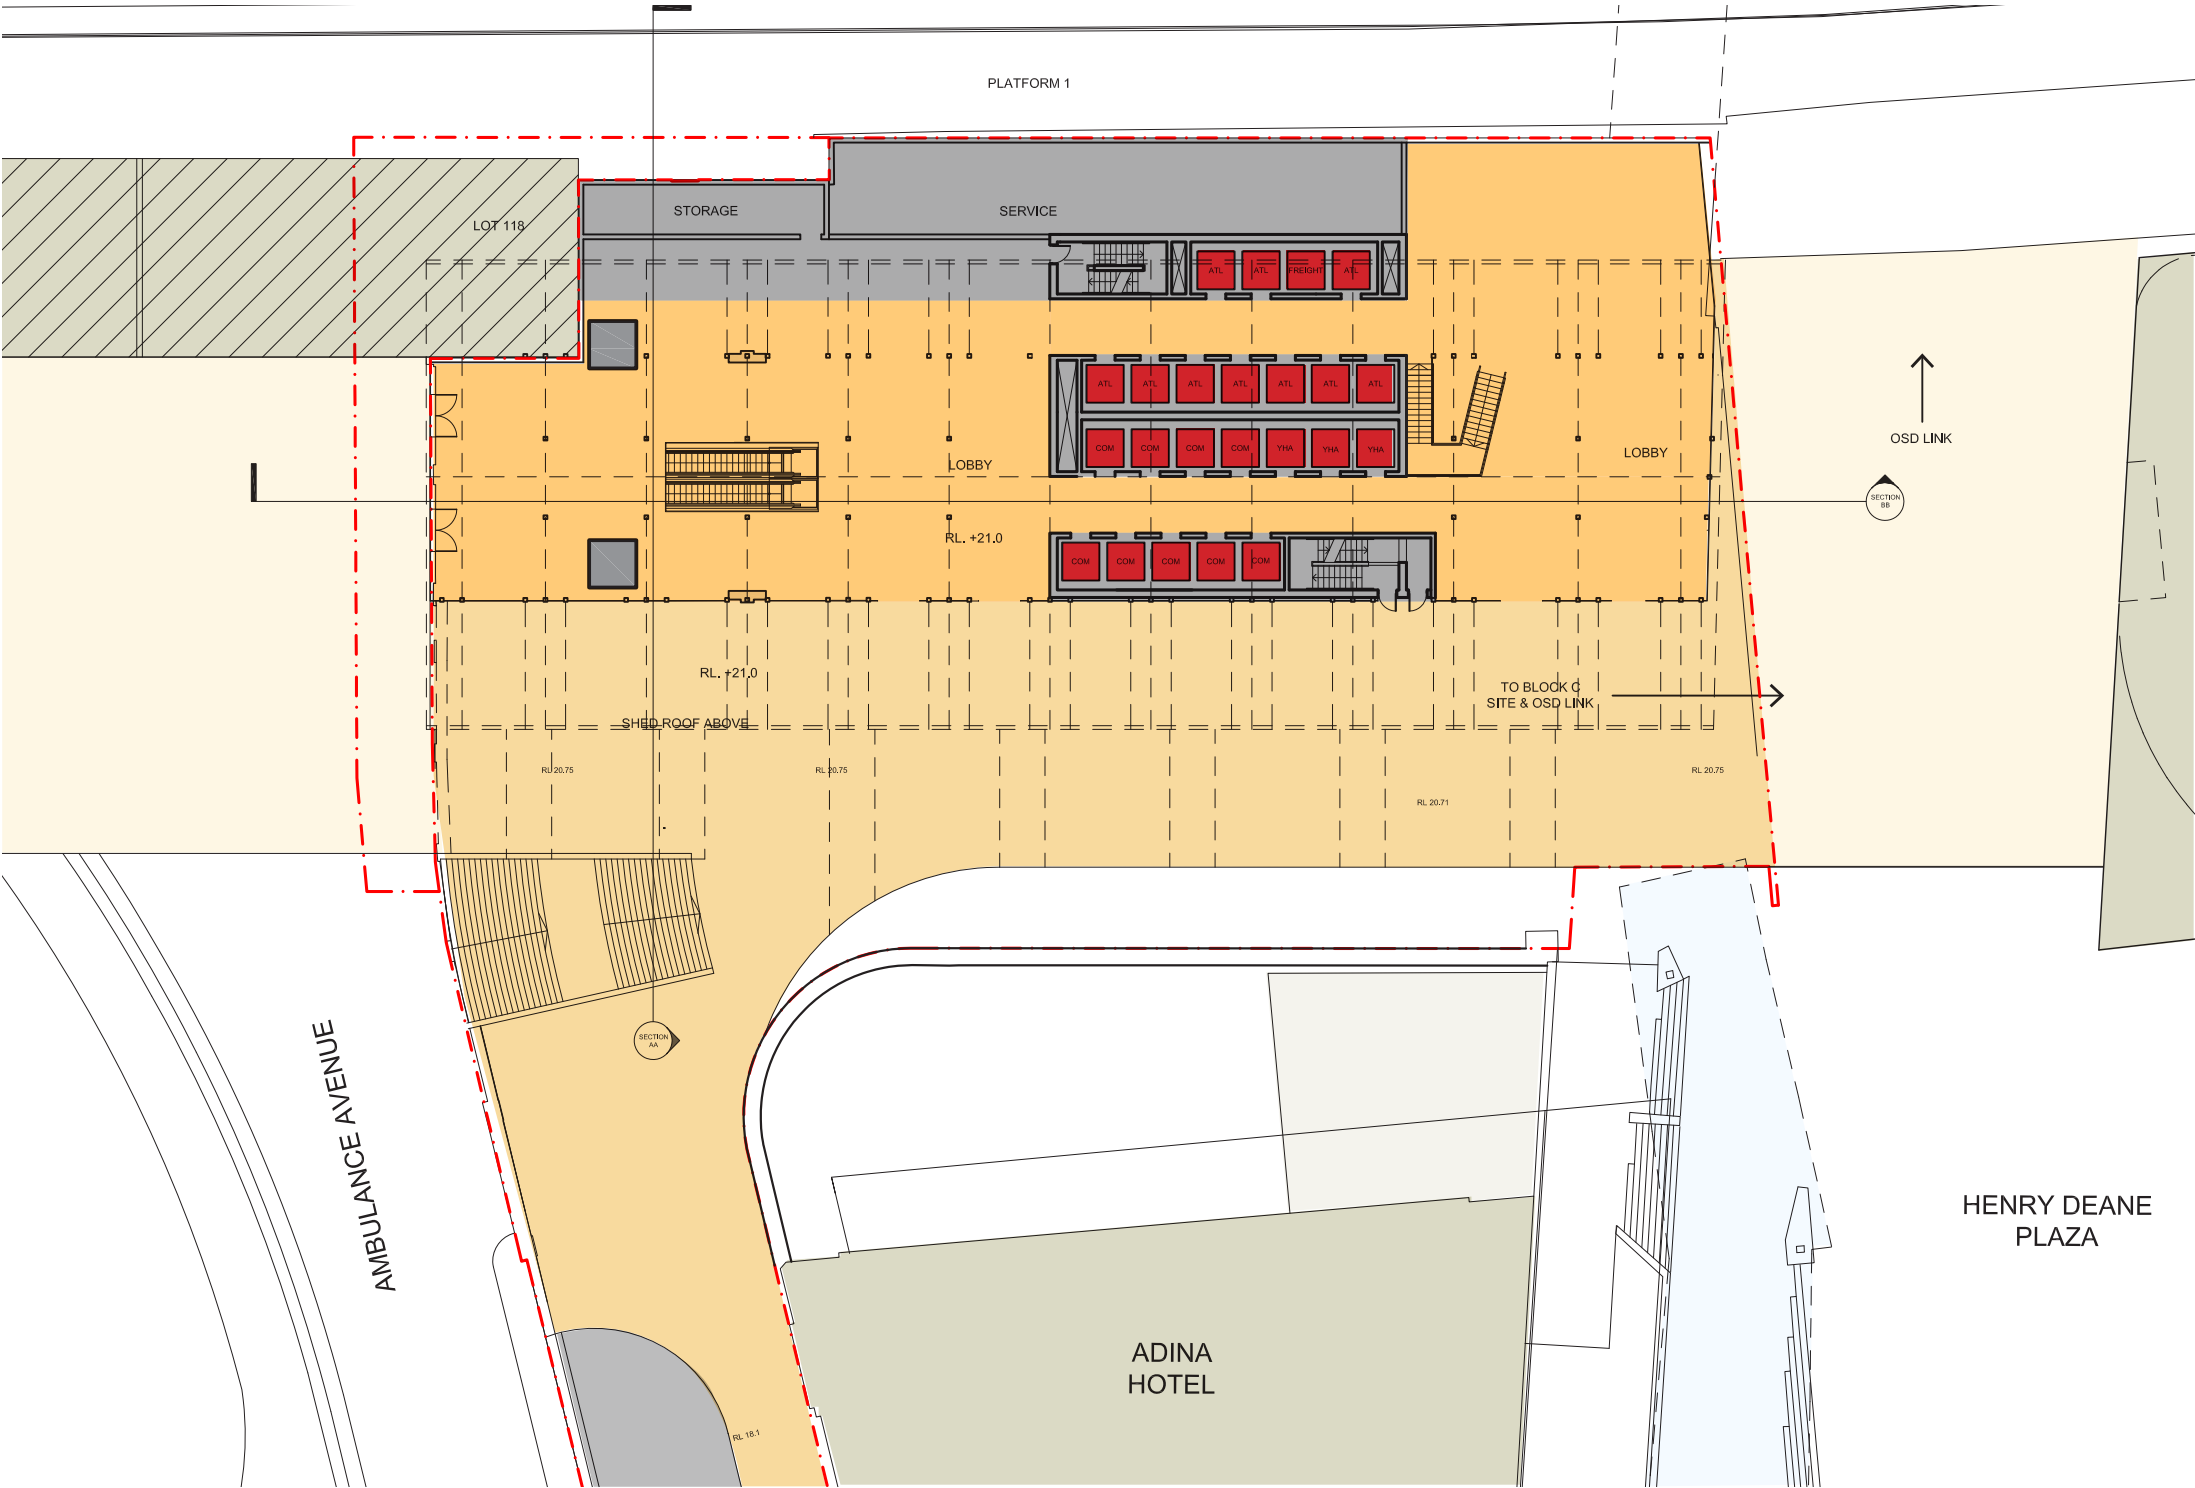 PLATFORM 1
STORAGE
SERVICE
LOT 118
ATL
ATL
FREIGHT
ATL
ATL
ATL
ATL
ATL
ATL
ATL
ATL
OSD LINK
COM
COM
COM
COM
YHA
YHA
YHA
LOBBY
LOBBY
SECTION
BB
RL. +21.0
COM
COM
COM
COM
COM
RL. +21.0
TO BLOCK C
SITE & OSD LINK
SHED ROOF ABOVE
RL 20.75
RL 20.75
RL 20.75
RL 20.71
SECTION
AA
AMBULANCE AVENUE
HENRY DEANE
PLAZA
ADINA
HOTEL
RL 18.1